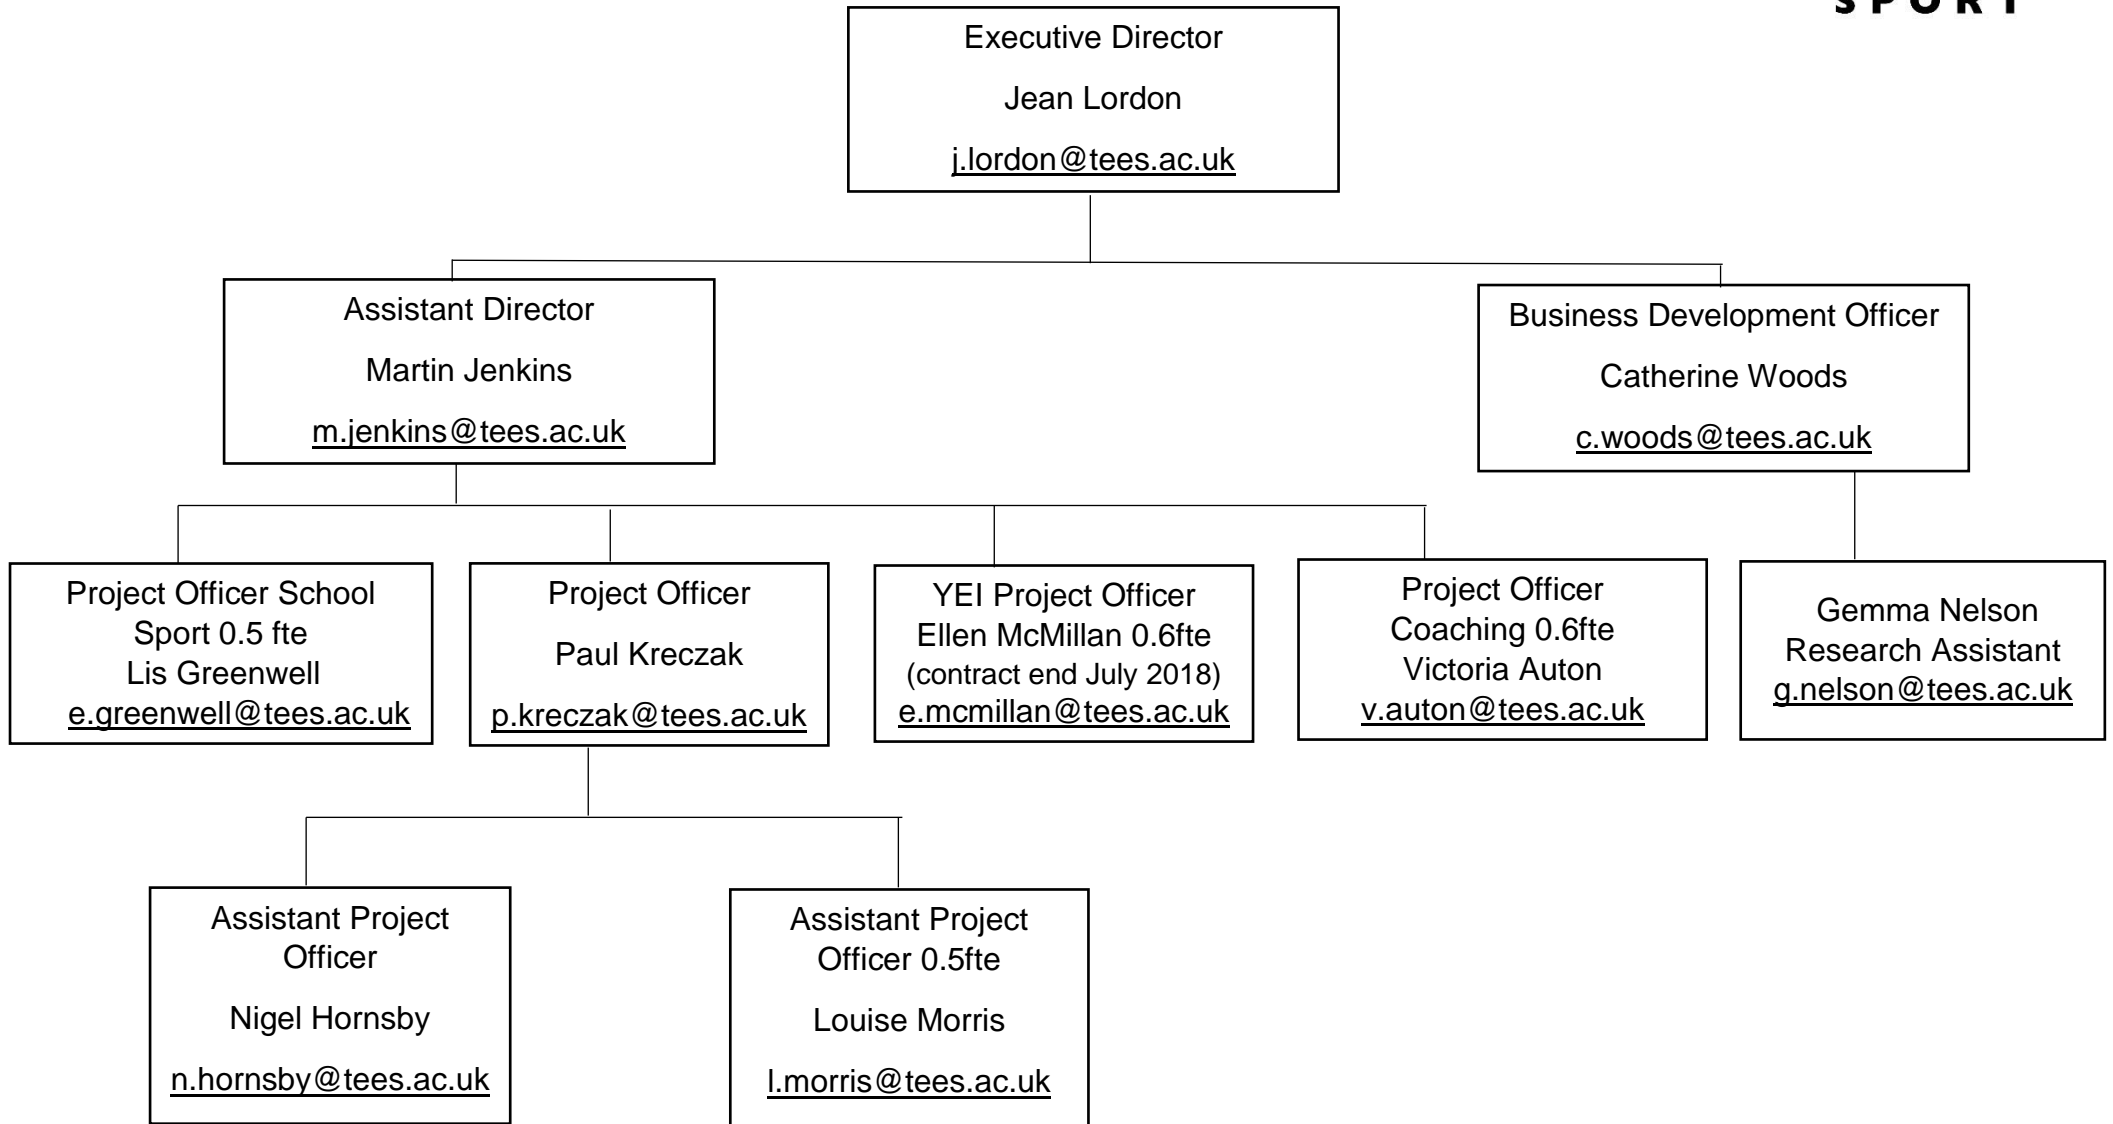 SPORT
Executive Director
Jean Lordon
j.lordon@tees.ac.uk
Assistant Director
Martin Jenkins
m.jenkins@tees.ac.uk
Business Development Officer
Catherine Woods
c.woods@tees.ac.uk
Project Officer School
Sport 0.5 fte
Lis Greenwell
e.greenwell@tees.ac.uk
Project Officer
Paul Kreczak
p.kreczak@tees.ac.uk
YEI Project Officer
Ellen McMillan 0.6fte
(contract end July 2018)
e.mcmillan@tees.ac.uk
Project Officer
Coaching 0.6fte
Victoria Auton
v.auton@tees.ac.uk
Gemma Nelson
Research Assistant
g.nelson@tees.ac.uk
Assistant Project
Officer
Nigel Hornsby
n.hornsby@tees.ac.uk
Assistant Project
Officer 0.5fte
Louise Morris
l.morris@tees.ac.uk